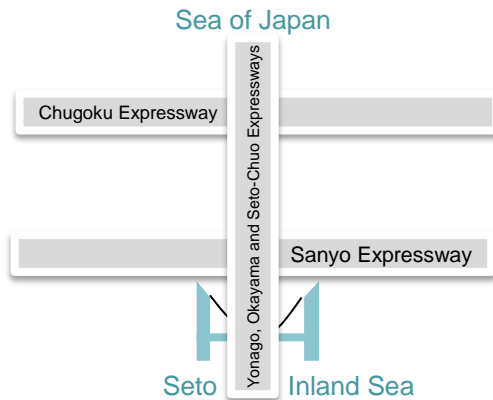 Sea of Japan
Chugoku Expressway
Yonago, Okayama and Seto-Chuo Expressways
Sanyo Expressway
Seto Inland Sea